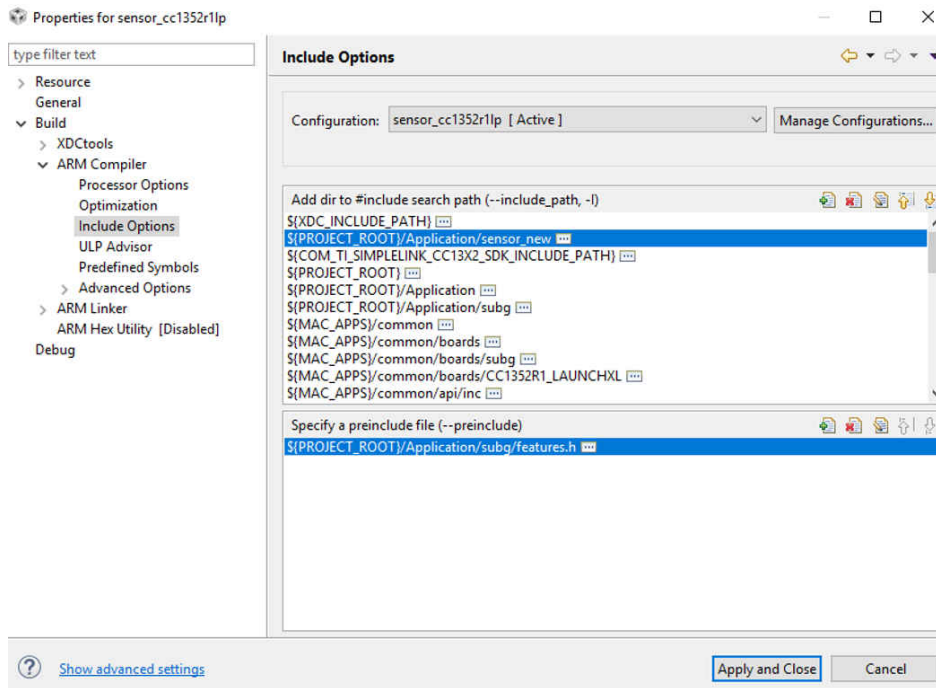 Properties for sensor_cc1352r1lp
type filter text
Resource
General
Build
XDCtools
ARM Compiler
Processor Options
Optimization
Include Options
ULP Advisor
Predefined Symbols
Advanced Options
ARM Linker
ARM Hex Utility [Disabled]
Debug
Include Options
Configuration: sensor_cc1352r1lp [ Active ] Manage Configurations...
Add dir to #include search path (--include_path, -I)
${XDC_INCLUDE_PATH}
${PROJECT_ROOT}/Application/sensor_new
${COM_TI_SIMPLELINK_CC13X2_SDK_INCLUDE_PATH}
${PROJECT_ROOT}
${PROJECT_ROOT}/Application
${PROJECT_ROOT}/Application/subg
${MAC_APPS}/common
${MAC_APPS}/common/boards
${MAC_APPS}/common/boards/subg
${MAC_APPS}/common/boards/CC1352R1_LAUNCHXL
${MAC_APPS}/common/api/inc
Specify a preinclude file (--preinclude)
${PROJECT_ROOT}/Application/subg/features.h
Show advanced settings
Apply and Close
Cancel